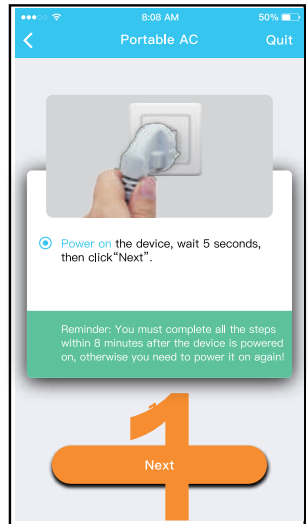 8:08 AM
50%
Portable AC
Quit
Power on the device, wait 5 seconds,
then click“Next”.
Reminder: You must complete all the steps
within 8 minutes after the device is powered
on, otherwise you need to power it on again!
1
Next